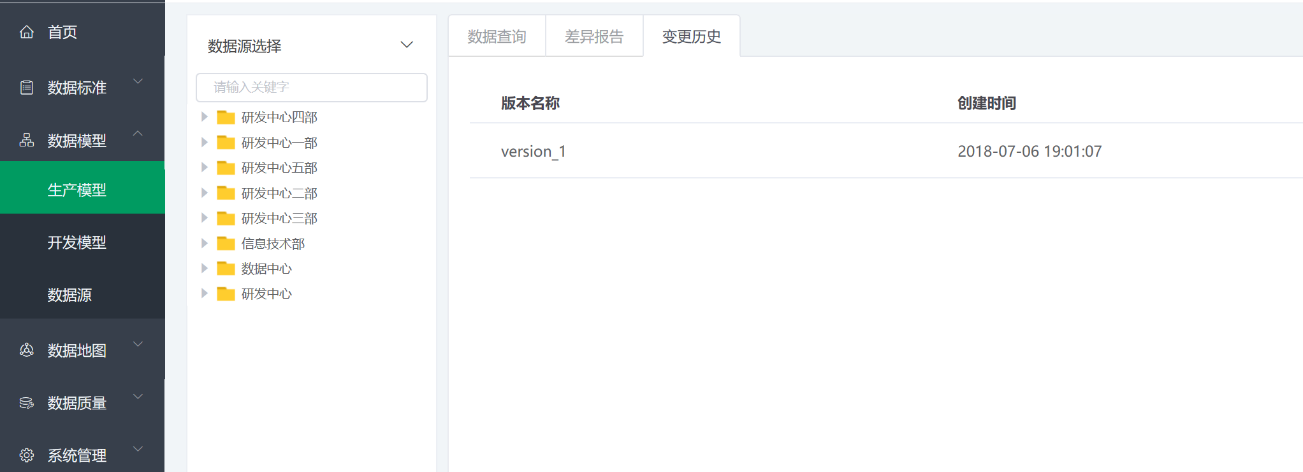 首页
数据标准
数据模型
生产模型
开发模型
数据源
数据地图
数据质量
系统管理
数据源选择
请输入关键字
研发中心四部
研发中心一部
研发中心五部
研发中心二部
研发中心三部
信息技术部
数据中心
研发中心
数据查询 差异报告 变更历史
版本名称 创建时间
version_1 2018-07-06 19:01:07